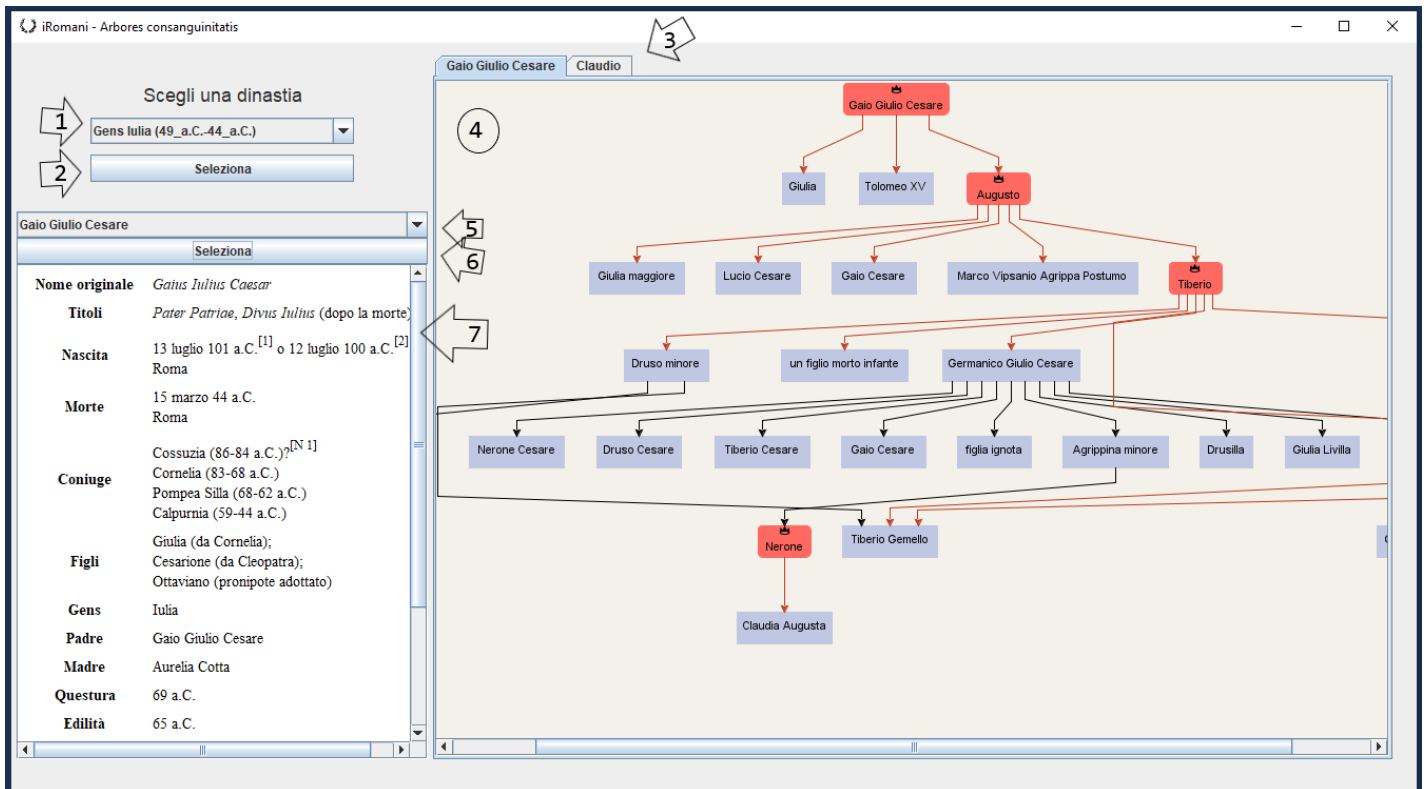 iRomani - Arbores consanguinitatis
3
Gaio Giulio Cesare
Claudio
Scegli una dinastia
1
Gens Iulia (49_a.C.-44_a.C.)
2
Seleziona
Gaio Giulio Cesare
5
Seleziona
6
Nome originale Gaius Iulius Caesar
Titoli Pater Patriae, Divus Iulius (dopo la morte)
7
Nascita 13 luglio 101 a.C.[1] o 12 luglio 100 a.C.[2]
Roma
Morte 15 marzo 44 a.C.
Roma
Coniuge Cossuzia (86-84 a.C.)?[N 1]
Cornelia (83-68 a.C.)
Pompea Silla (68-62 a.C.)
Calpurnia (59-44 a.C.)
Figli Giulia (da Cornelia);
Cesarione (da Cleopatra);
Ottaviano (pronipote adottato)
Gens Iulia
Padre Gaio Giulio Cesare
Madre Aurelia Cotta
Questura 69 a.C.
Edilità 65 a.C.
4
Gaio Giulio Cesare
Giulia Tolomeo XV Augusto
Giulia maggiore Lucio Cesare Gaio Cesare Marco Vipsanio Agrippa Postumo Tiberio
Druso minore un figlio morto infante Germanico Giulio Cesare
Nerone Cesare Druso Cesare Tiberio Cesare Gaio Cesare figlia ignota Agrippina minore Drusilla Giulia Livilla
Nerone Tiberio Gemello
Claudia Augusta